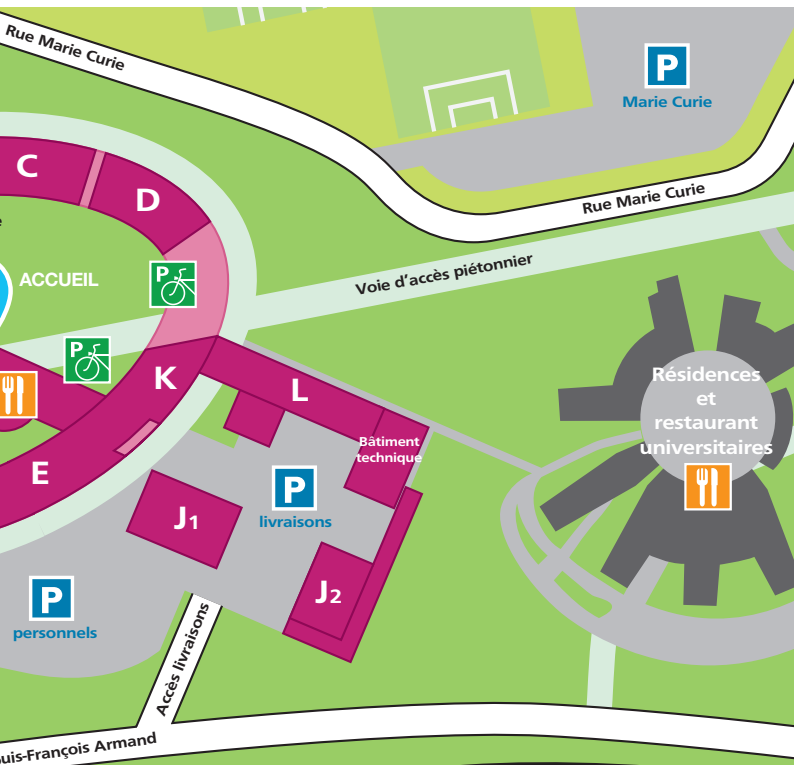 Rue Marie Curie
P
Marie Curie
C
D
Rue Marie Curie
ACCUEIL
P
Voie d’accès piétonnier
P
K
L
Résidences
et
restaurant
universitaires
Bâtiment
technique
E
P
livraisons
J1
J2
P
personnels
Accès livraisons
François Armand